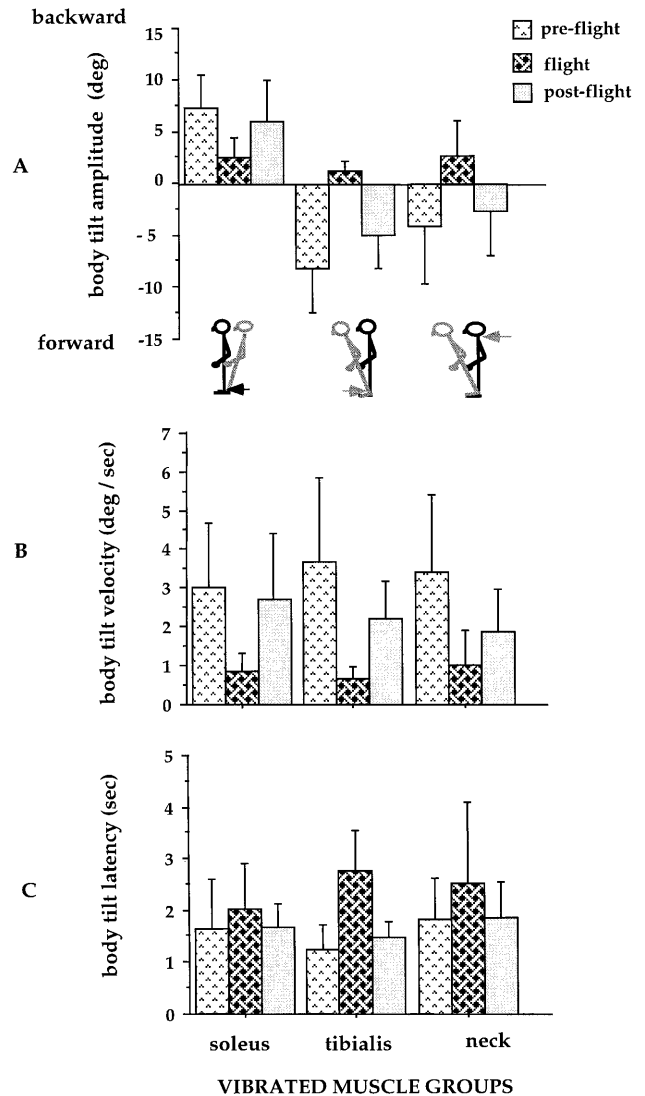 backward
pre-flight
flight
post-flight
A
body tilt amplitude (deg)
15
10
5
0
- 5
-10
-15
forward
B
body tilt velocity (deg / sec)
7
6
5
4
3
2
1
0
C
body tilt latency (sec)
5
4
3
2
1
0
soleus tibialis neck
VIBRATED MUSCLE GROUPS